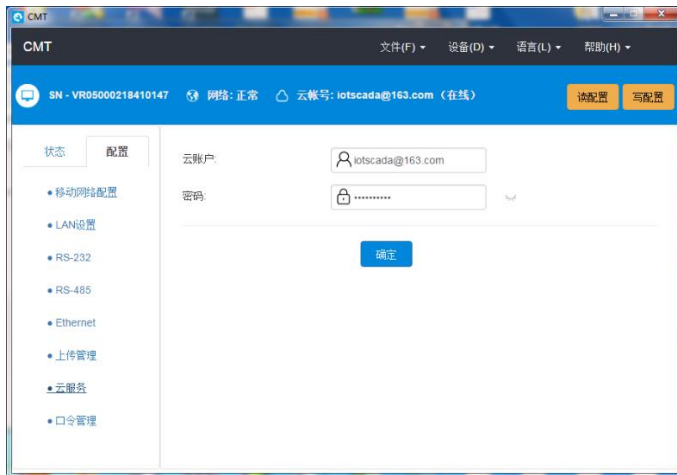 CMT
CMT 文件(F) 设备(D) 语言(L) 帮助(H)
SN - VR05000218410147 网络: 正常 云帐号: iotscada@163.com（在线） 读配置 写配置
状态 配置
云账户: iotscada@163.com
密码: ··········
确定
移动网络配置
LAN设置
RS-232
RS-485
Ethernet
上传管理
云服务
口令管理